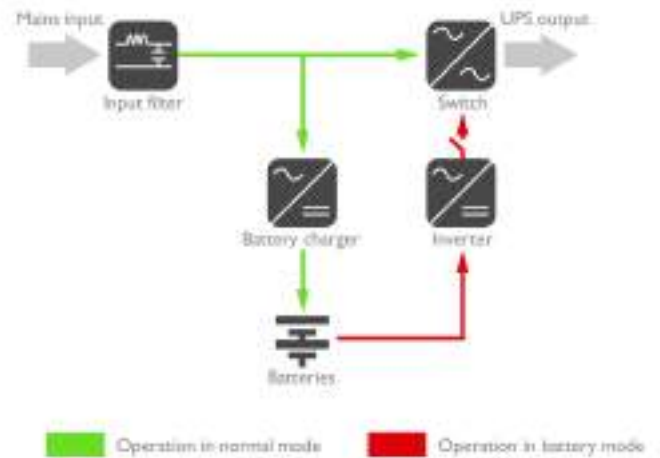 Mains input
UPS output
Input filter
Switch
Battery charger
Inverter
Batteries
Operation in normal mode
Operation in battery mode